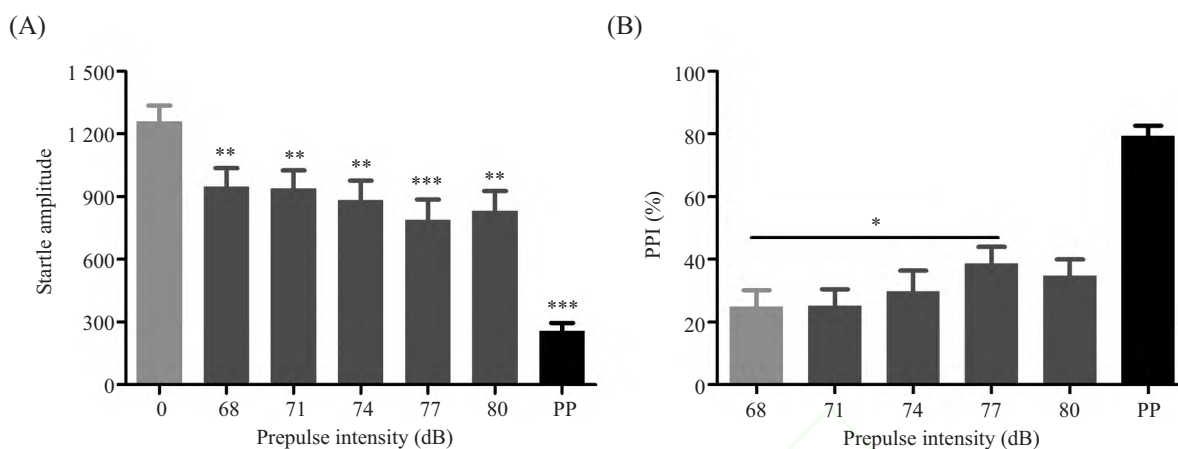 (A)
1 500
1 200
900
600
300
0
Startle amplitude
**
**
**
***
**
***
0 68 71 74 77 80 PP
Prepulse intensity (dB)
(B)
100
80
60
40
20
0
PPI (%)
*
68 71 74 77 80 PP
Prepulse intensity (dB)